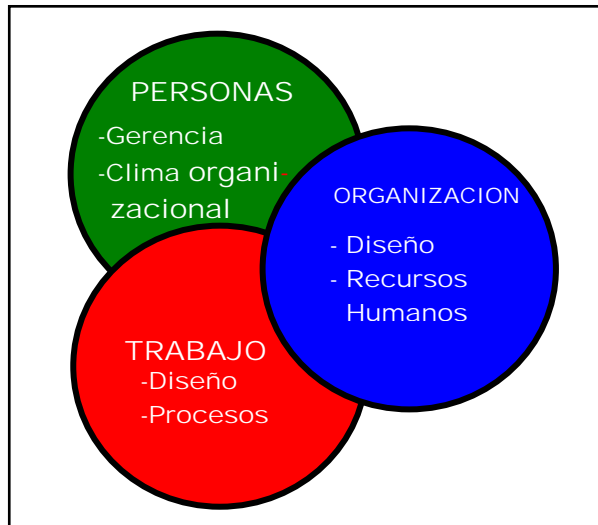 PERSONAS
-Gerencia
-Clima organi-
zacional
ORGANIZACION
- Diseño
- Recursos
Humanos
TRABAJO
-Diseño
-Procesos